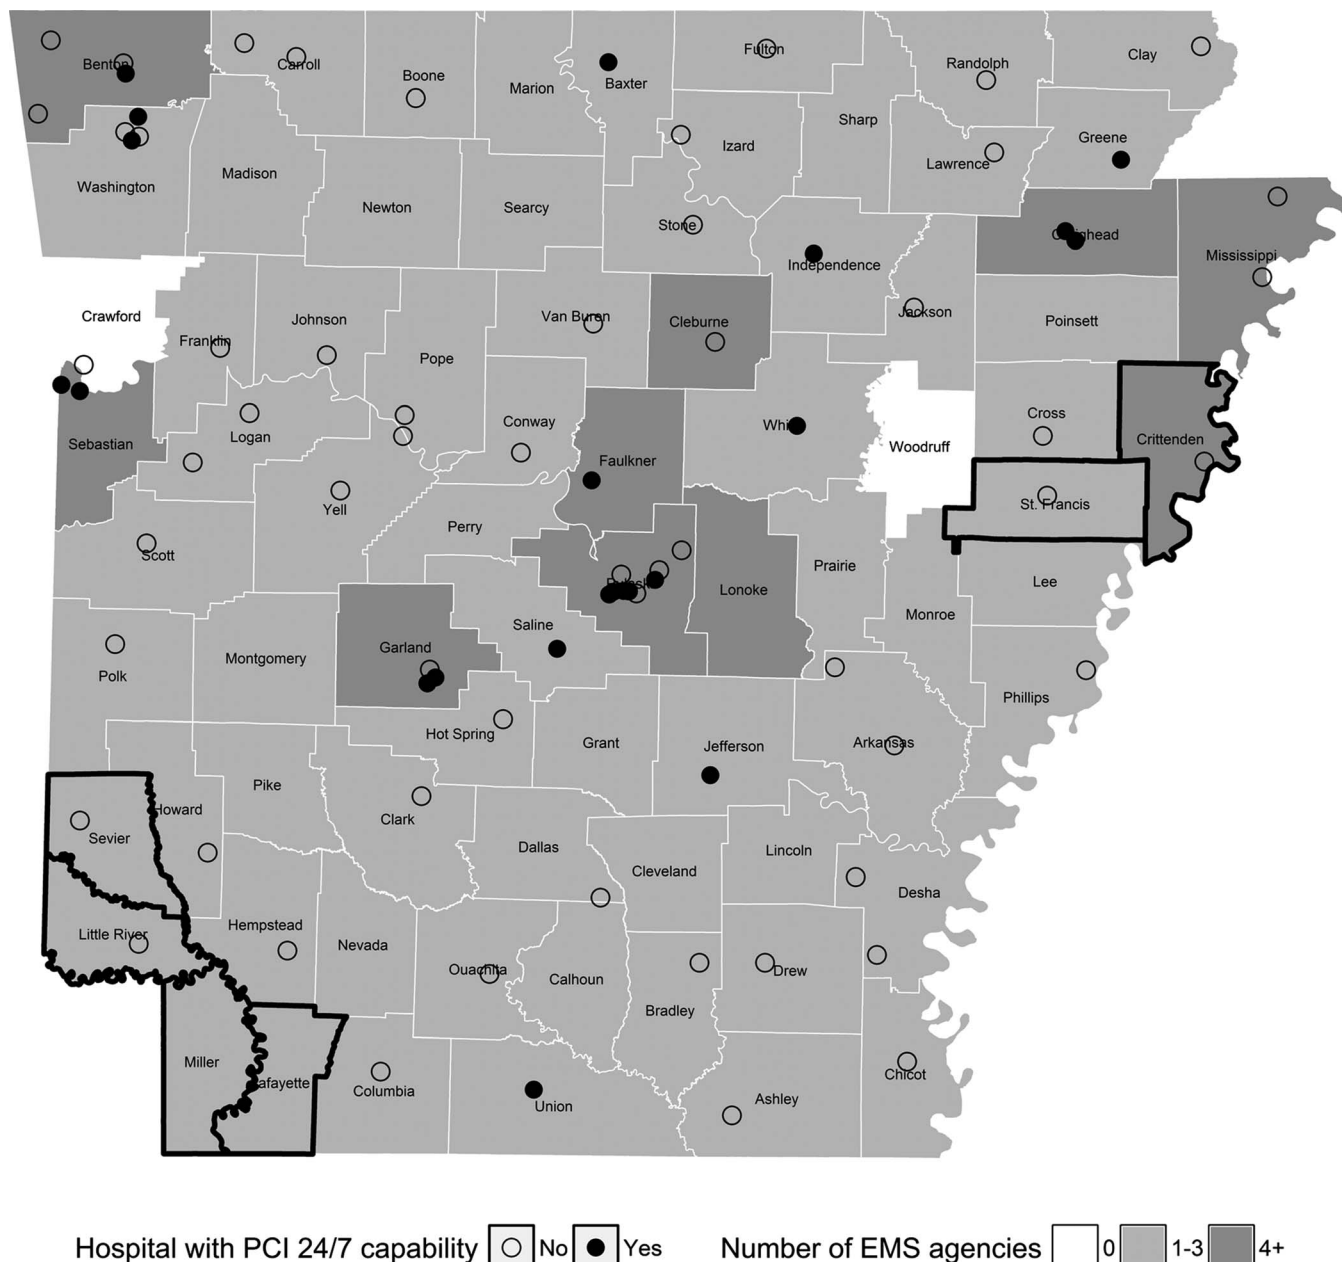 Fulton
Clay
Benton
Carroll
Randolph
Boone
Marion
Baxter
Sharp
Greene
Izard
Lawrence
Madison
Washington
Newton
Searcy
Stone
Craighead
Mississippi
Independence
Crawford
Johnson
Van Buren
Cleburne
Jackson
Poinsett
Franklin
Pope
Cross
Conway
Logan
Crittenden
Sebastian
Woodruff
Faulkner
St. Francis
Yell
Perry
Scott
Prairie
Lee
Lonoke
Monroe
Saline
Garland
Montgomery
Polk
Phillips
Hot Spring
Grant
Jefferson
Arkansas
Pike
Howard
Clark
Sevier
Dallas
Lincoln
Cleveland
Desha
Hempstead
Little River
Nevada
Ouachita
Calhoun
Drew
Bradley
Miller
Chicot
afayette
Columbia
Ashley
Union
Hospital with PCI 24/7 capability No Yes Number of EMS agencies 0 1-3 4+